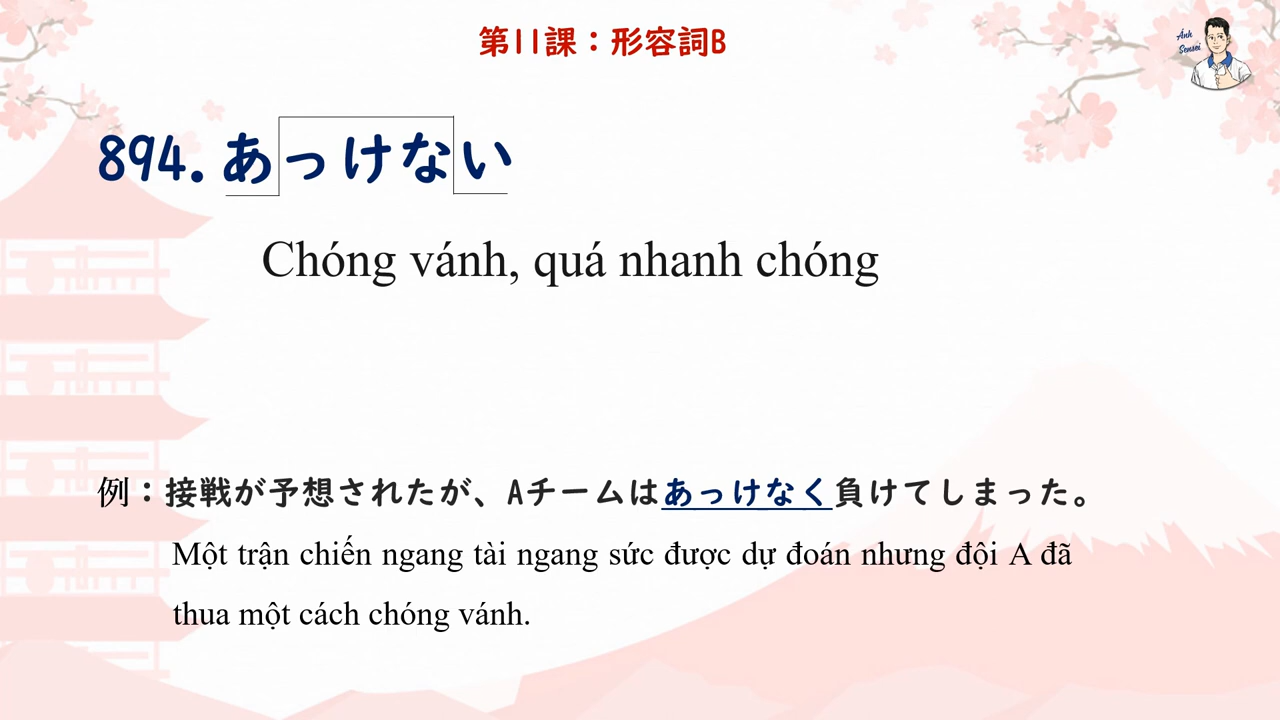 第11課：形容詞B
Anh
Sensei
894. あっけない
Chóng vánh, quá nhanh chóng
例：接戦が予想されたが、Aチームはあっけなく負けてしまった。
Một trận chiến ngang tài ngang sức được dự đoán nhưng đội A đã
thua một cách chóng vánh.